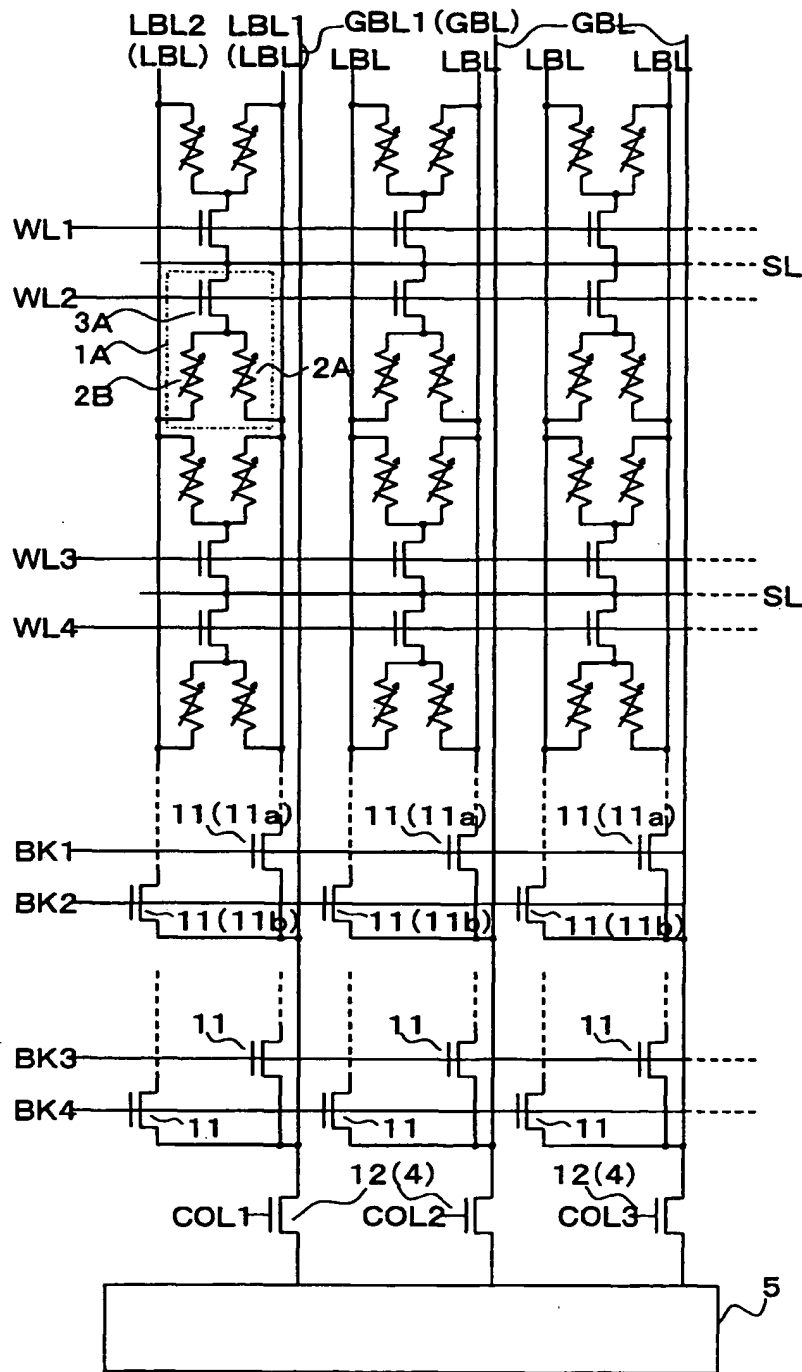 LBL2 LBL1 GBL1 (GBL) GBL
(LBL) (LBL) LBL LBL LBL LBL
WL1
SL
WL2
3A
1A
2B 2A
WL3
SL
WL4
11(11a) 11(11a) 11(11a)
BK1
BK2
11(11b) 11(11b) 11(11b)
11 11 11
BK3
BK4
11 11 11
12(4) 12(4)
COL1 COL2 COL3
5